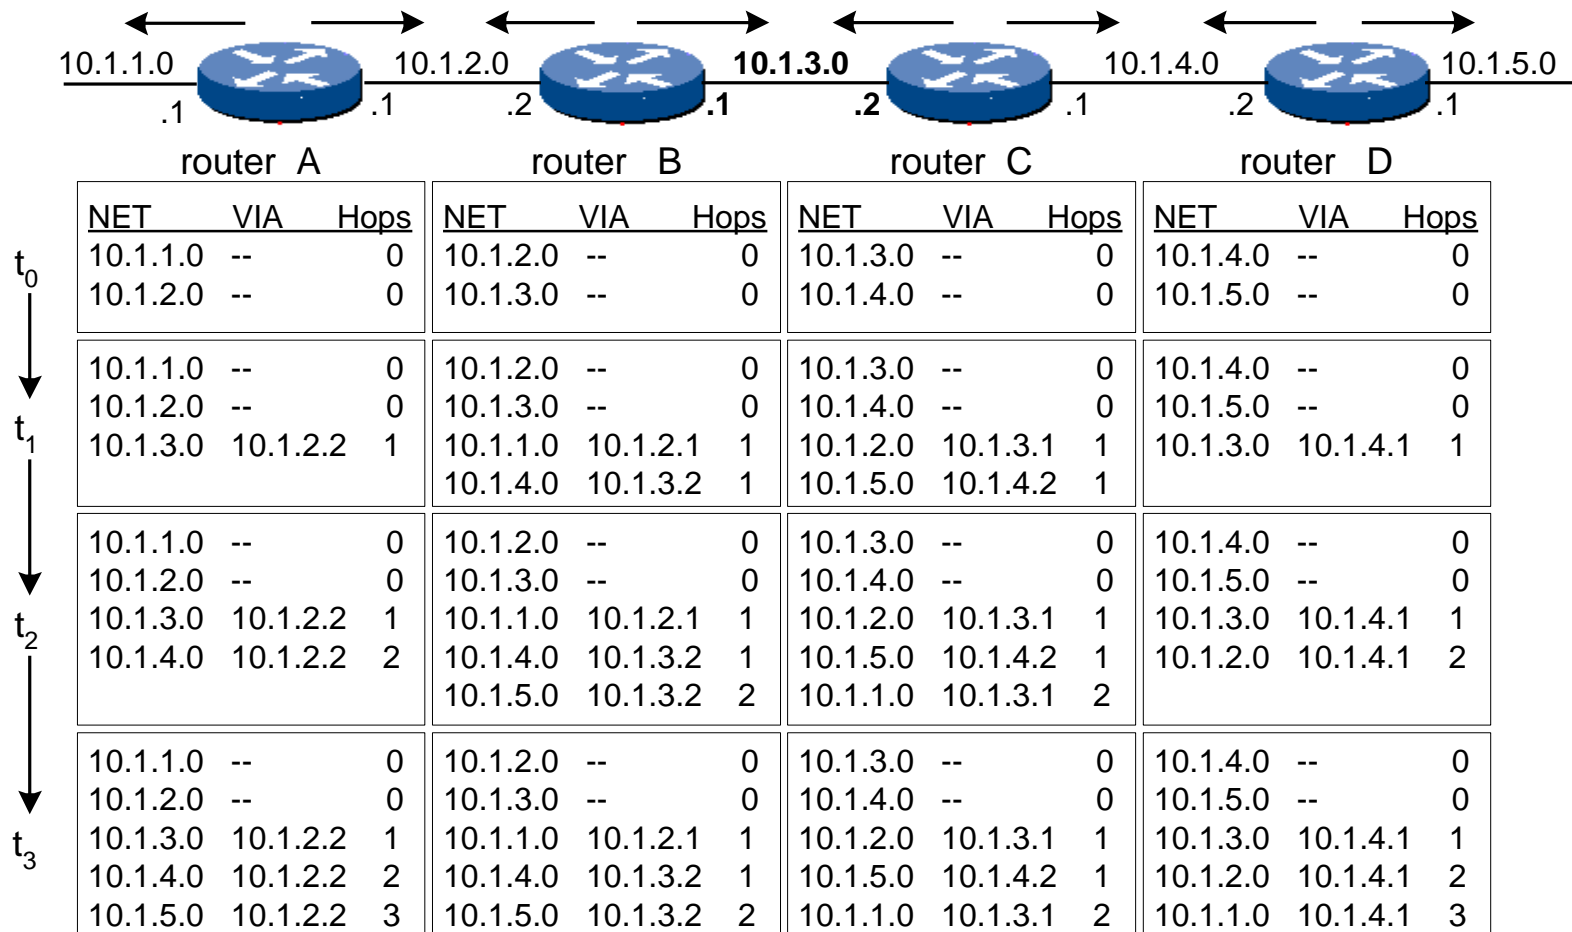 10.1.1.0 10.1.2.0 10.1.3.0 10.1.4.0 10.1.5.0
.1 .1 .2 .1 .2 .1 .2 .1
router A router B router C router D
NET VIA Hops NET VIA Hops NET VIA Hops NET VIA Hops
t0
10.1.1.0 -- 0 10.1.2.0 -- 0 10.1.3.0 -- 0 10.1.4.0 -- 0
10.1.2.0 -- 0 10.1.3.0 -- 0 10.1.4.0 -- 0 10.1.5.0 -- 0
t1
10.1.1.0 -- 0 10.1.2.0 -- 0 10.1.3.0 -- 0 10.1.4.0 -- 0
10.1.2.0 -- 0 10.1.3.0 -- 0 10.1.4.0 -- 0 10.1.5.0 -- 0
10.1.3.0 10.1.2.2 1 10.1.1.0 10.1.2.1 1 10.1.2.0 10.1.3.1 1 10.1.3.0 10.1.4.1 1
10.1.4.0 10.1.3.2 1 10.1.5.0 10.1.4.2 1
t2
10.1.1.0 -- 0 10.1.2.0 -- 0 10.1.3.0 -- 0 10.1.4.0 -- 0
10.1.2.0 -- 0 10.1.3.0 -- 0 10.1.4.0 -- 0 10.1.5.0 -- 0
10.1.3.0 10.1.2.2 1 10.1.1.0 10.1.2.1 1 10.1.2.0 10.1.3.1 1 10.1.3.0 10.1.4.1 1
10.1.4.0 10.1.2.2 2 10.1.4.0 10.1.3.2 1 10.1.5.0 10.1.4.2 1 10.1.2.0 10.1.4.1 2
10.1.5.0 10.1.3.2 2 10.1.1.0 10.1.3.1 2
t3
10.1.1.0 -- 0 10.1.2.0 -- 0 10.1.3.0 -- 0 10.1.4.0 -- 0
10.1.2.0 -- 0 10.1.3.0 -- 0 10.1.4.0 -- 0 10.1.5.0 -- 0
10.1.3.0 10.1.2.2 1 10.1.1.0 10.1.2.1 1 10.1.2.0 10.1.3.1 1 10.1.3.0 10.1.4.1 1
10.1.4.0 10.1.2.2 2 10.1.4.0 10.1.3.2 1 10.1.5.0 10.1.4.2 1 10.1.2.0 10.1.4.1 2
10.1.5.0 10.1.2.2 3 10.1.5.0 10.1.3.2 2 10.1.1.0 10.1.3.1 2 10.1.1.0 10.1.4.1 3